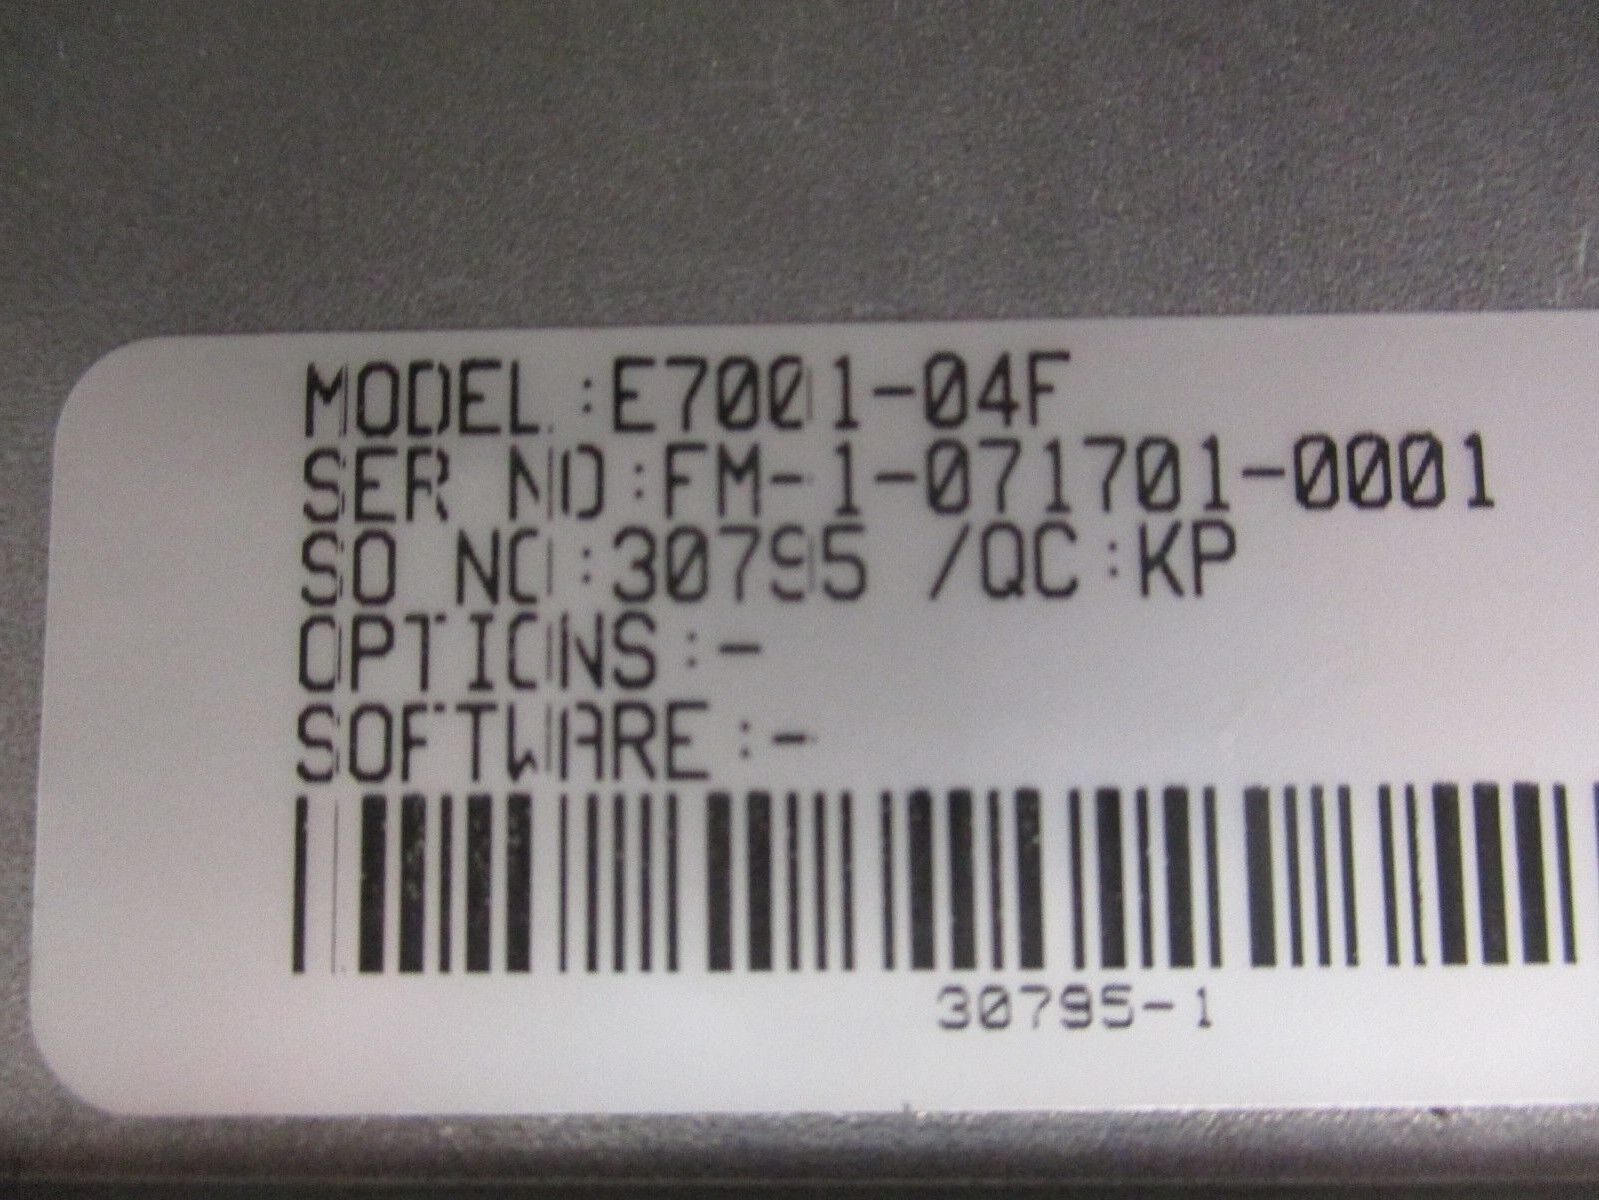 MODEL:E7001-04F
SER NO:FM-1-071701-0001
SO NO:30795 /QC:KP
OPTIONS:-
SOFTWARE:-
30795-1